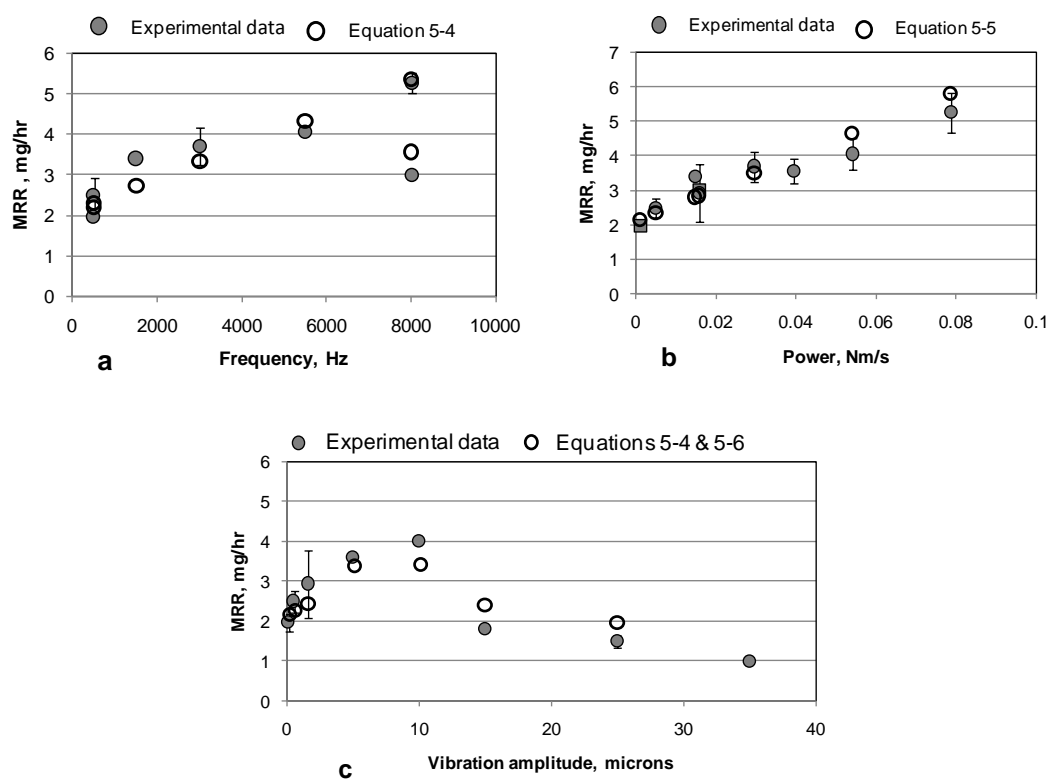 Experimental data Equation 5-4
6
5
4
3
2
1
0
MRR , mg/hr
0 2000 4000 6000 8000 10000
Frequency, Hz
a
Experimental data Equation 5-5
7
6
5
4
3
2
1
0
MRR, mg/hr
0 0.02 0.04 0.06 0.08 0.1
Power, Nm/s
b
Experimental data Equations 5-4 & 5-6
6
5
4
3
2
1
0
MRR, mg/hr
0 10 20 30 40
Vibration amplitude, microns
c